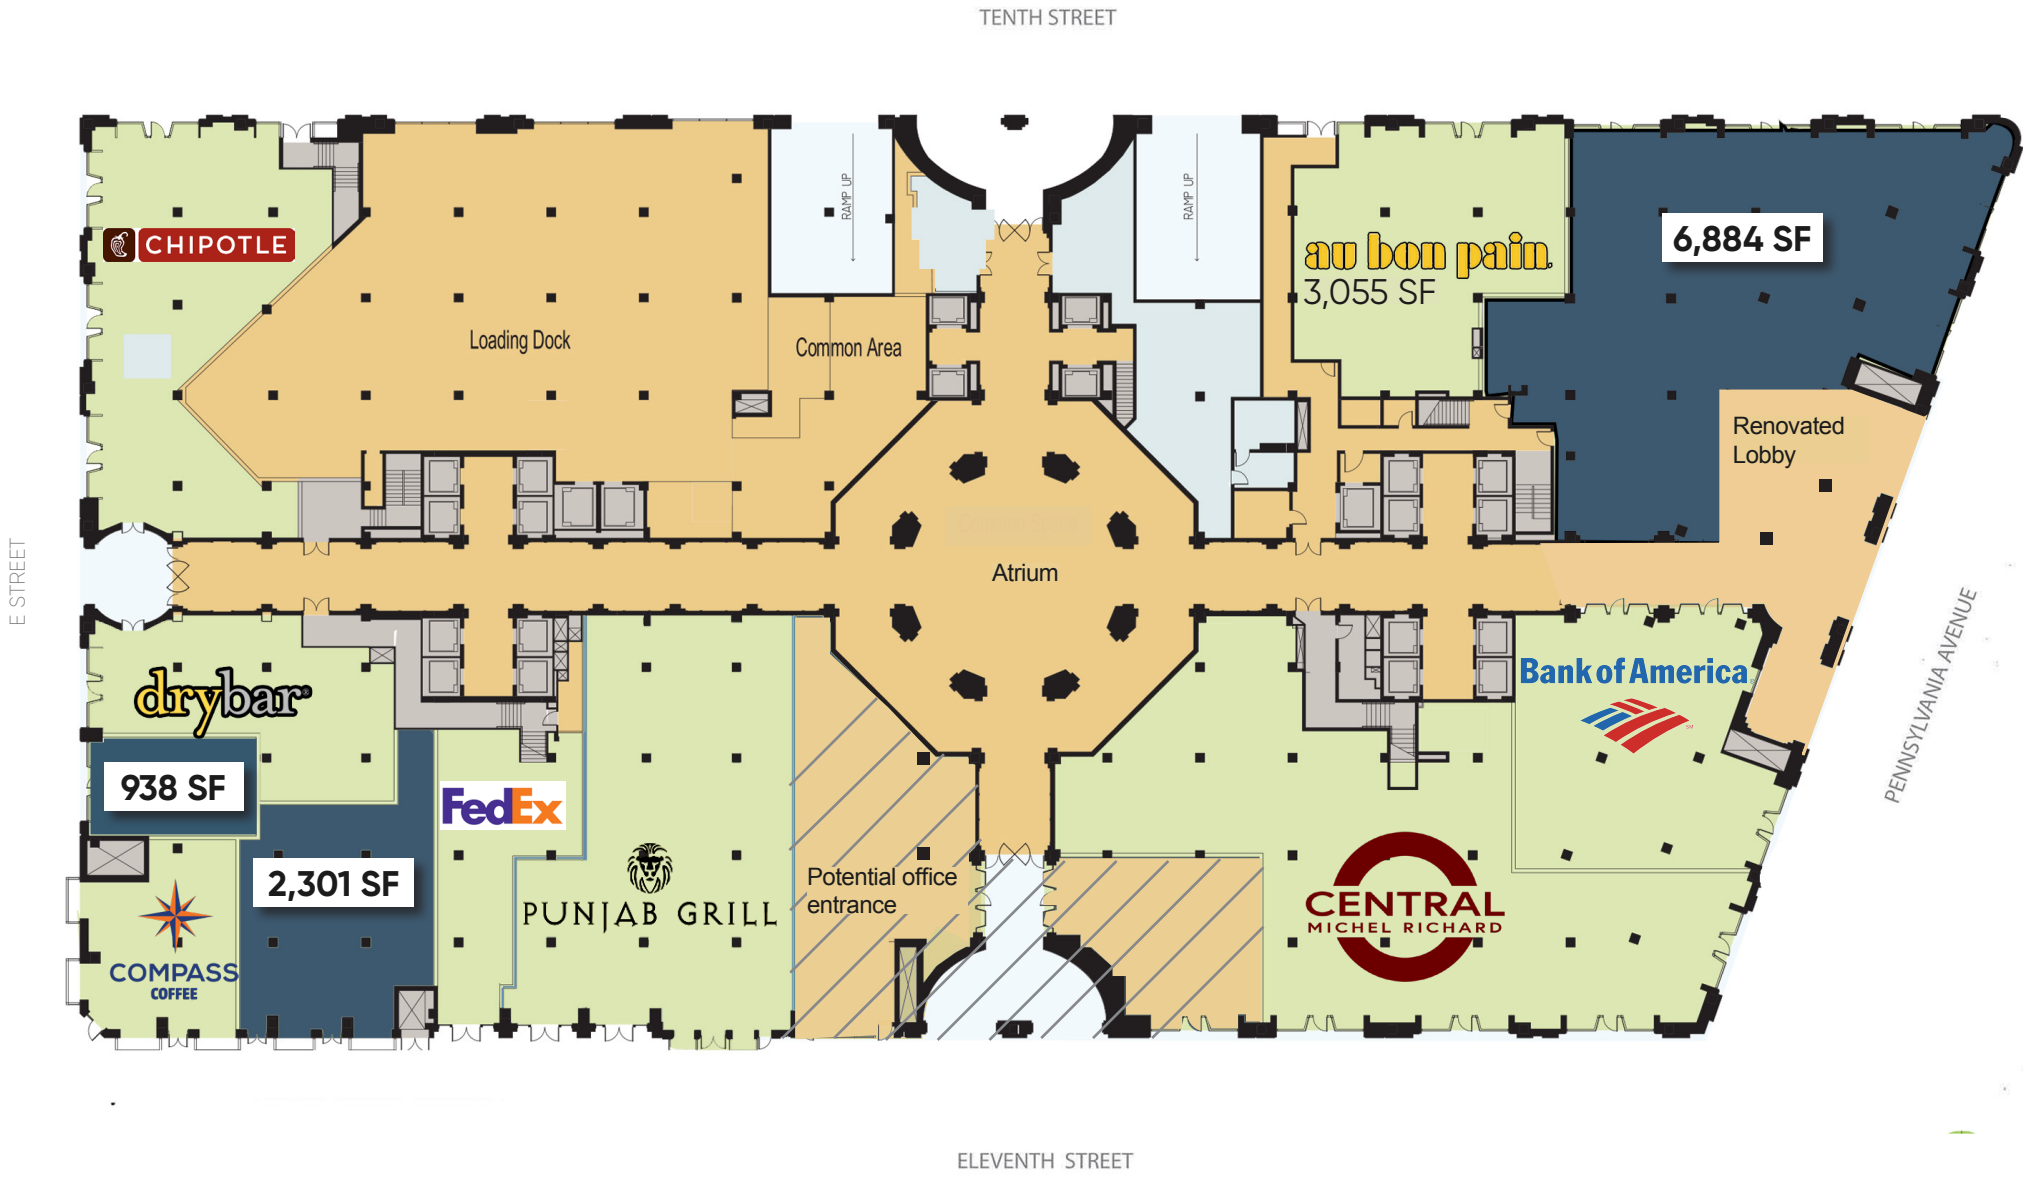 TENTH STREET
RAMP UP
RAMP UP
CHIPOTLE
au bon pain.
3,055 SF
6,884 SF
Loading Dock
Common Area
Renovated
Lobby
E STREET
Atrium
PENNSYLVANIA AVENUE
drybar
Bank of America
938 SF
FedEx
2,301 SF
Potential office
entrance
PUNJAB GRILL
CENTRAL
MICHEL RICHARD
COMPASS
COFFEE
ELEVENTH STREET